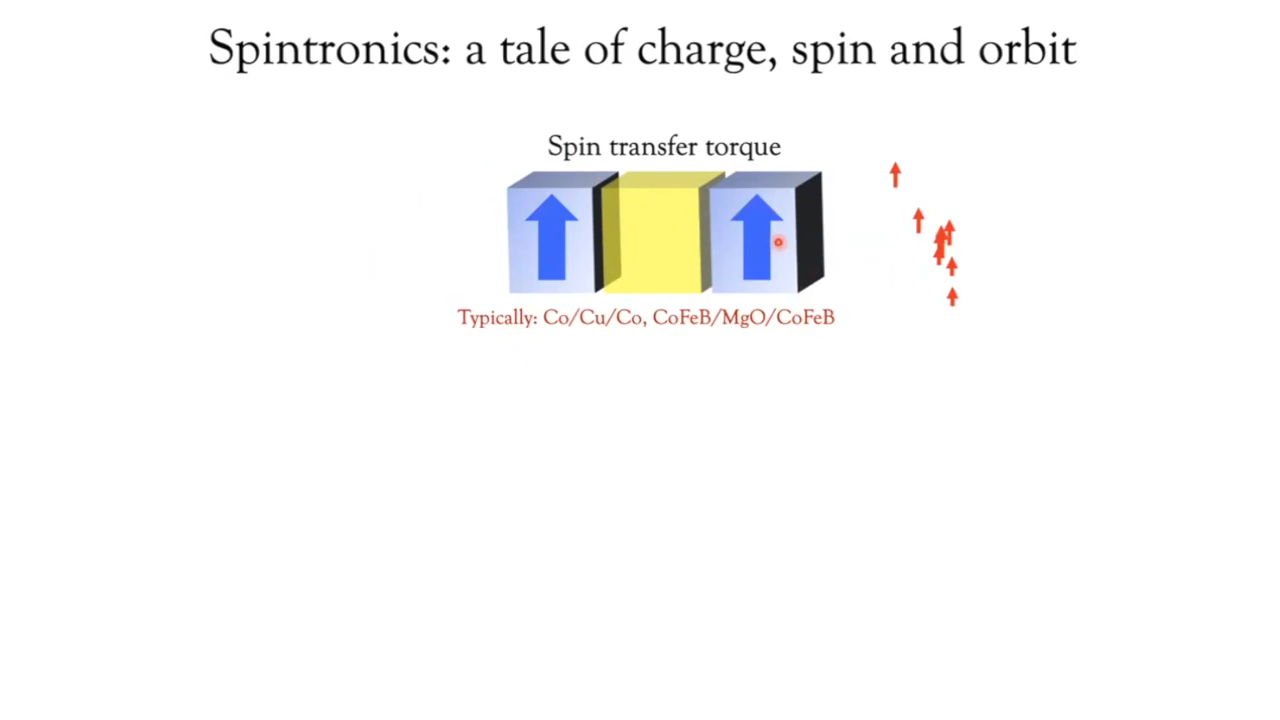 Spintronics: a tale of charge, spin and orbit
Spin transfer torque
Typically: Co/Cu/Co, CoFeB/MgO/CoFeB